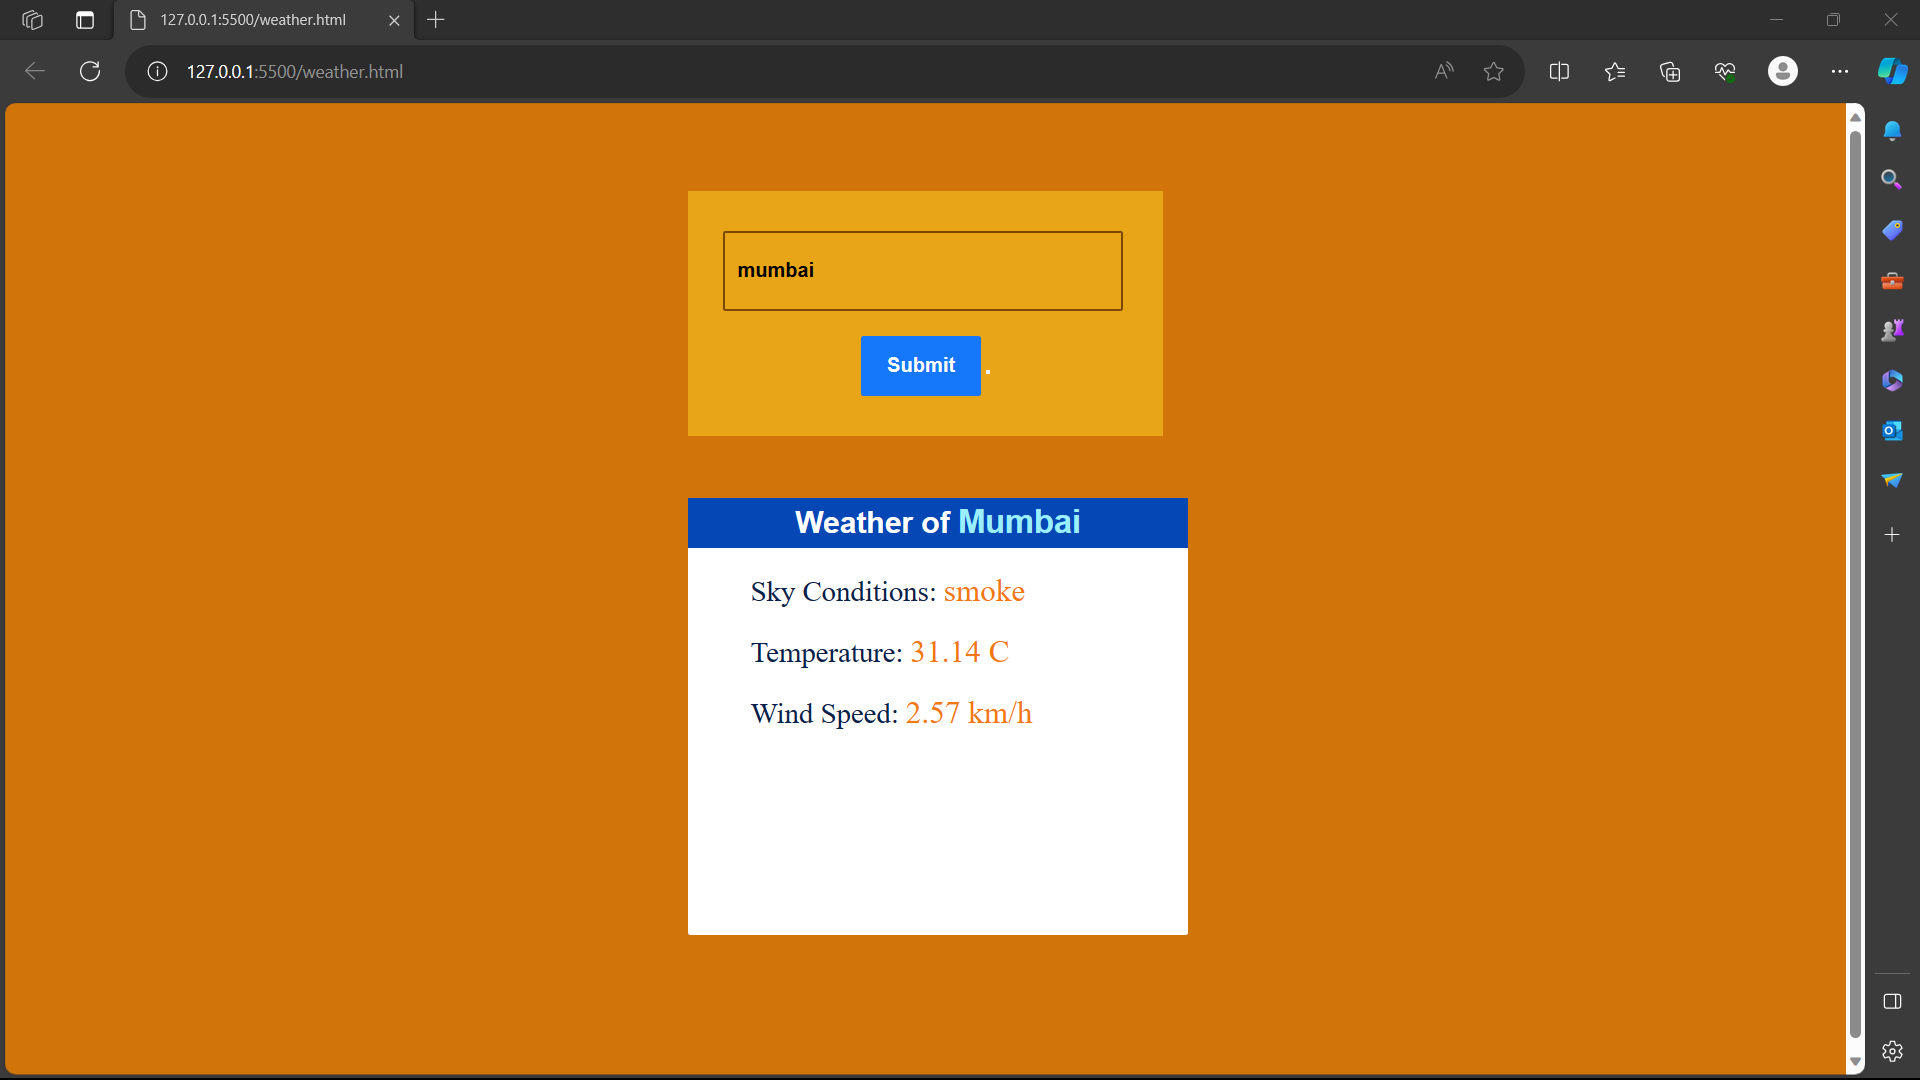 127.0.0.1:5500/weather.html
127.0.0.1:5500/weather.html
mumbai
Submit .
Weather of Mumbai
Sky Conditions: smoke
Temperature: 31.14 C
Wind Speed: 2.57 km/h